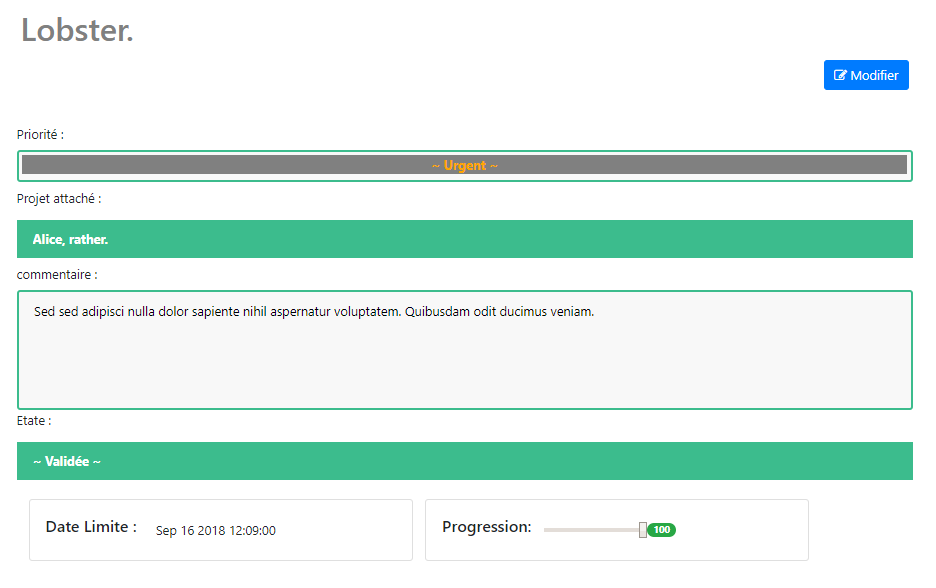 Lobster.
Modifier
Priorité :
~ Urgent ~
Projet attaché :
Alice, rather.
commentaire :
Sed sed adipisci nulla dolor sapiente nihil aspernatur voluptatem. Quibusdam odit ducimus veniam.
Etate :
~ Validée ~
Date Limite : Sep 16 2018 12:09:00
Progression: 100